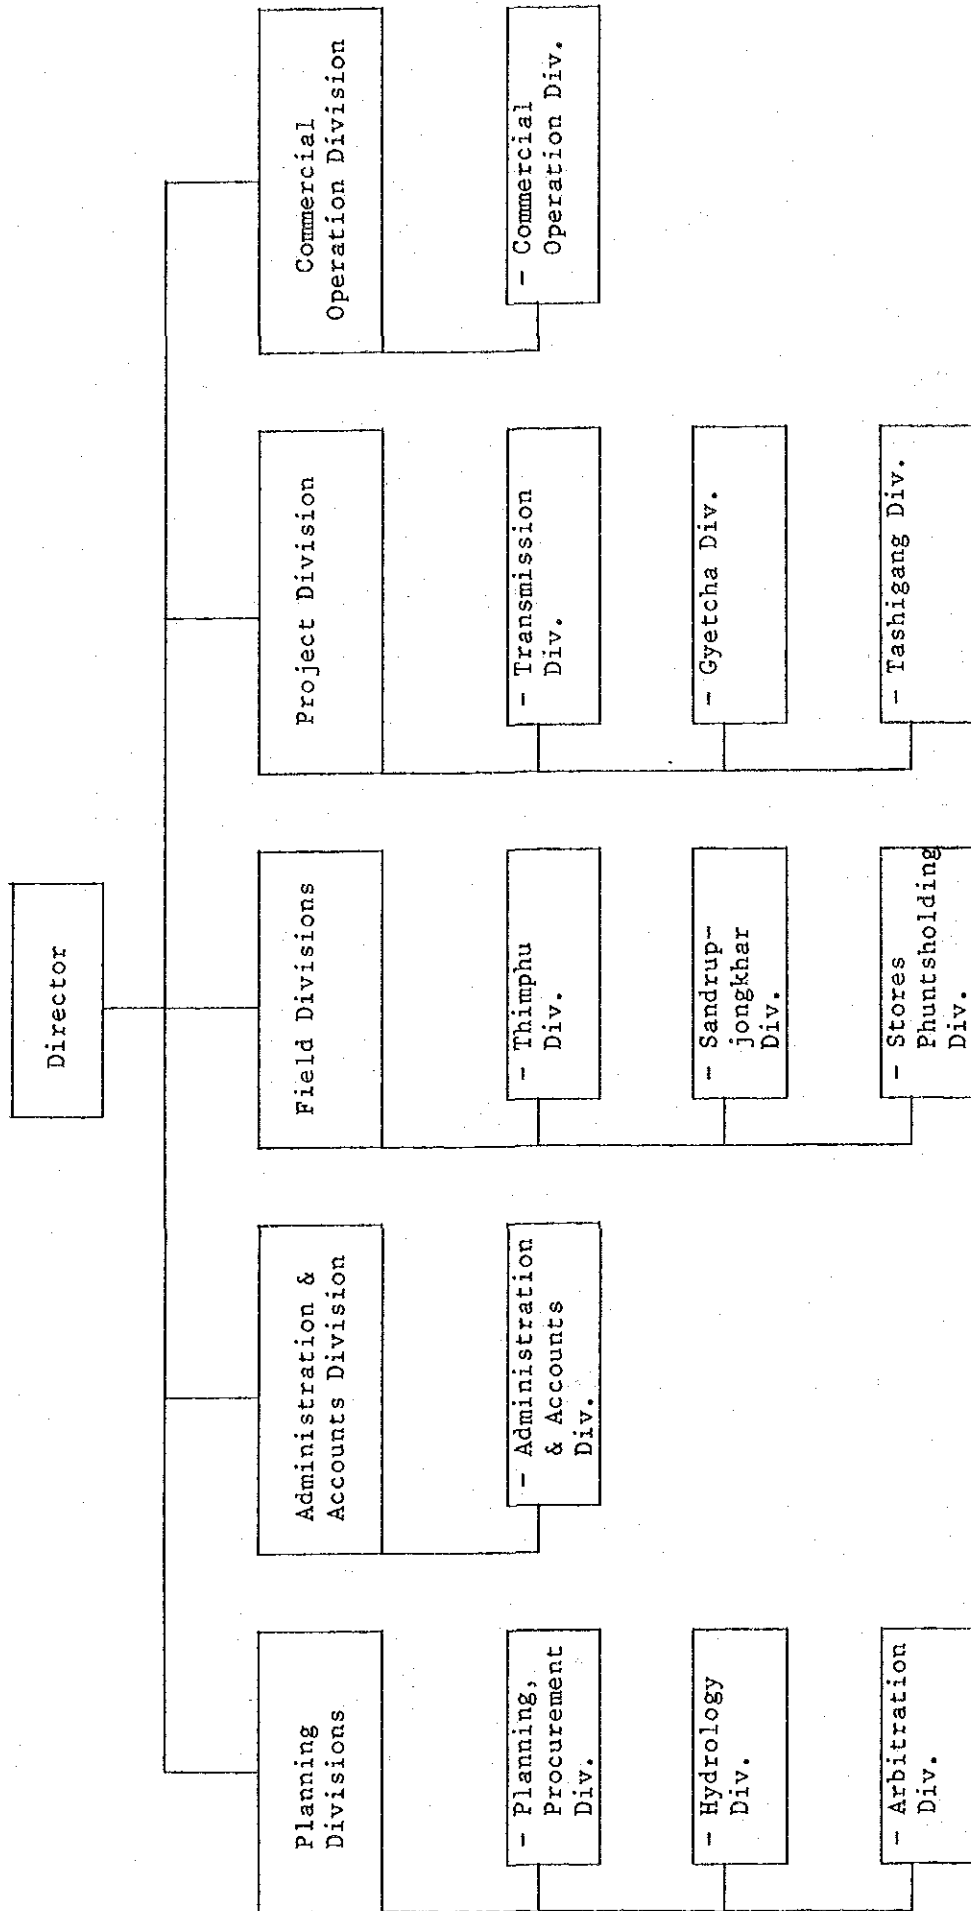 Director
Planning
Divisions
Administration &
Accounts Division
Field Divisions
Project Division
Commercial
Operation Division
- Planning,
Procurement
Div.
- Administration
& Accounts
Div.
- Thimphu
Div.
- Transmission
Div.
- Commercial
Operation Div.
- Hydrology
Div.
- Sandrup-
jongkhar
Div.
- Gyetcha Div.
- Arbitration
Div.
- Stores
Phuntsholding
Div.
- Tashigang Div.